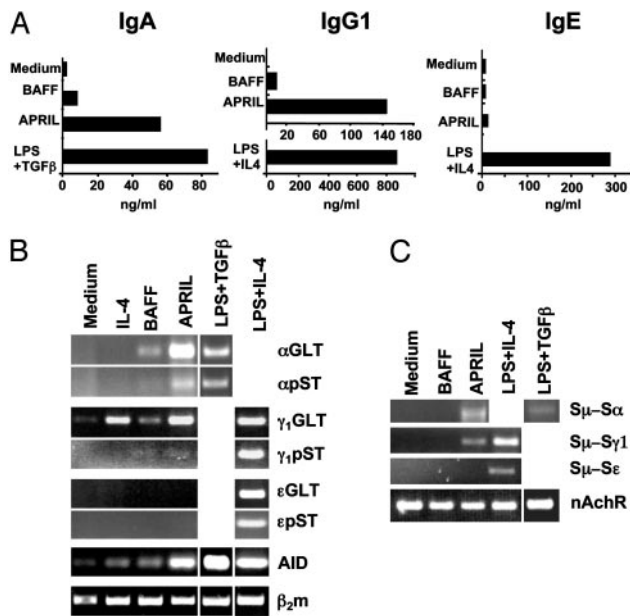 A
IgA
IgG1
IgE
Medium
BAFF
APRIL
LPS
+TGFβ
0 20 40 60 80
ng/ml
BAFF
APRIL
20 60 100 140 180
LPS
+IL4
0 200 400 600 800
ng/ml
Medium
BAFF
APRIL
LPS
+IL4
0 100 200 300
ng/ml
B
Medium
IL-4
BAFF
APRIL
LPS+TGFβ
LPS+IL-4
αGLT
αpST
γ1GLT
γ1pST
εGLT
εpST
AID
β2m
C
Medium
BAFF
APRIL
LPS+IL-4
LPS+TGFβ
Sμ–Sα
Sμ–Sγ1
Sμ–Sε
nAchR